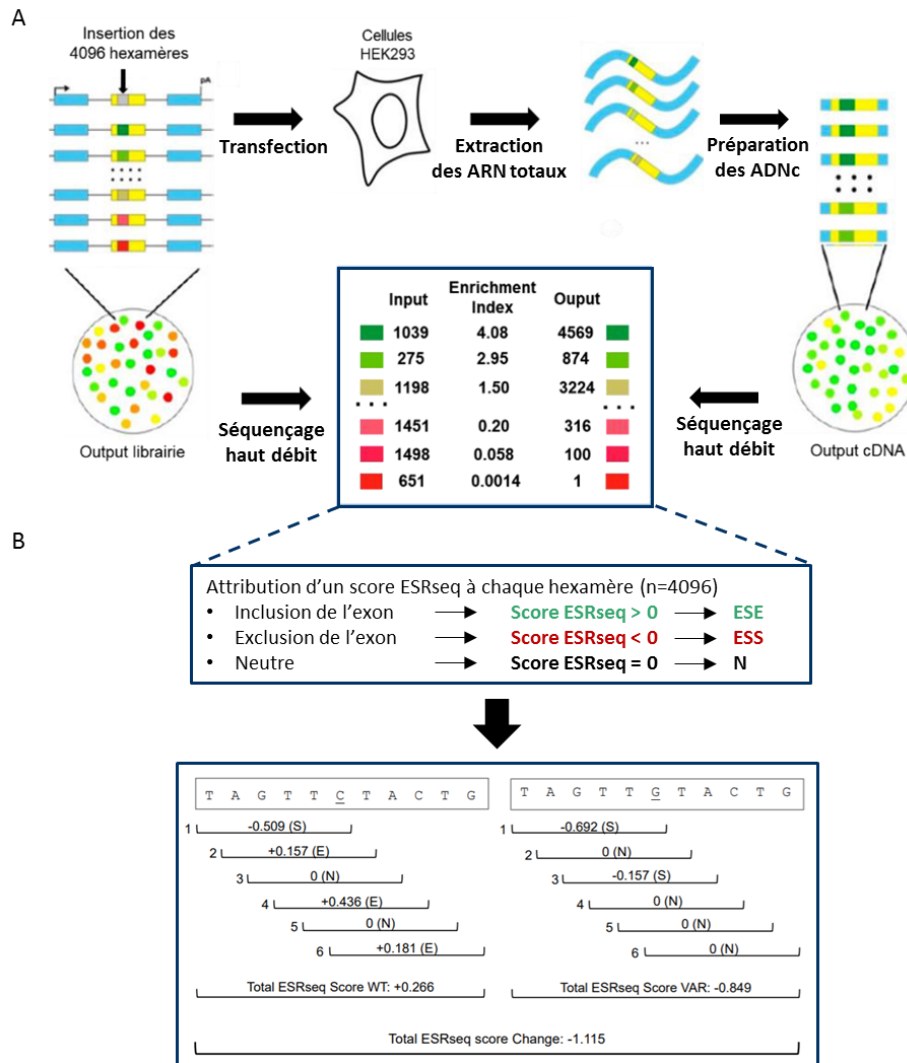 A
Insertion des
4096 hexamères
pA
Cellules
HEK293
Transfection
Extraction
des ARN totaux
Préparation
des ADNc
Input Enrichment Index Ouput
1039 4.08 4569
275 2.95 874
1198 1.50 3224
1451 0.20 316
1498 0.058 100
651 0.0014 1
Output librairie
Séquençage
haut débit
Séquençage
haut débit
Output cDNA
B
Attribution d'un score ESRseq à chaque hexamère (n=4096)
• Inclusion de l'exon Score ESRseq > 0 ESE
• Exclusion de l'exon Score ESRseq < 0 ESS
• Neutre Score ESRseq = 0 N
T A G T T C T A C T G
1 -0.509 (S)
2 +0.157 (E)
3 0 (N)
4 +0.436 (E)
5 0 (N)
6 +0.181 (E)
Total ESRseq Score WT: +0.266
T A G T T G T A C T G
1 -0.692 (S)
2 0 (N)
3 -0.157 (S)
4 0 (N)
5 0 (N)
6 0 (N)
Total ESRseq Score VAR: -0.849
Total ESRseq score Change: -1.115